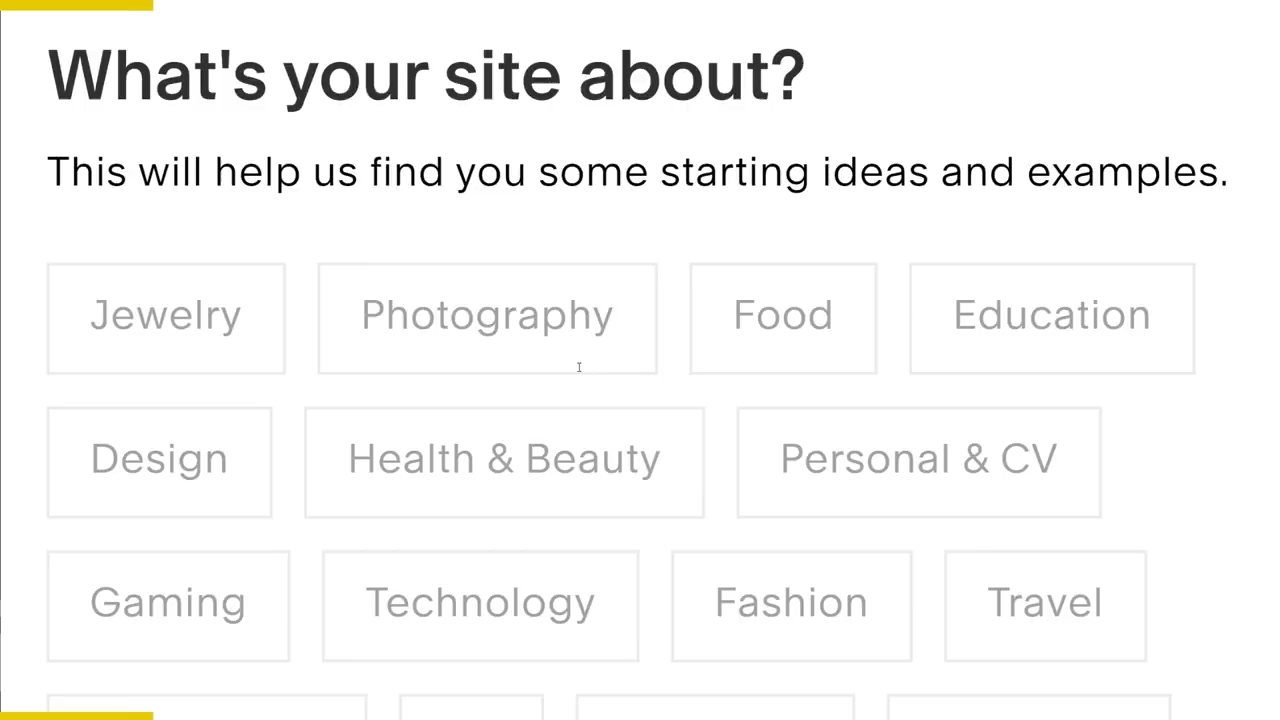 What's your site about?
This will help us find you some starting ideas and examples.
Jewelry Photography Food Education
Design Health & Beauty Personal & CV
Gaming Technology Fashion Travel